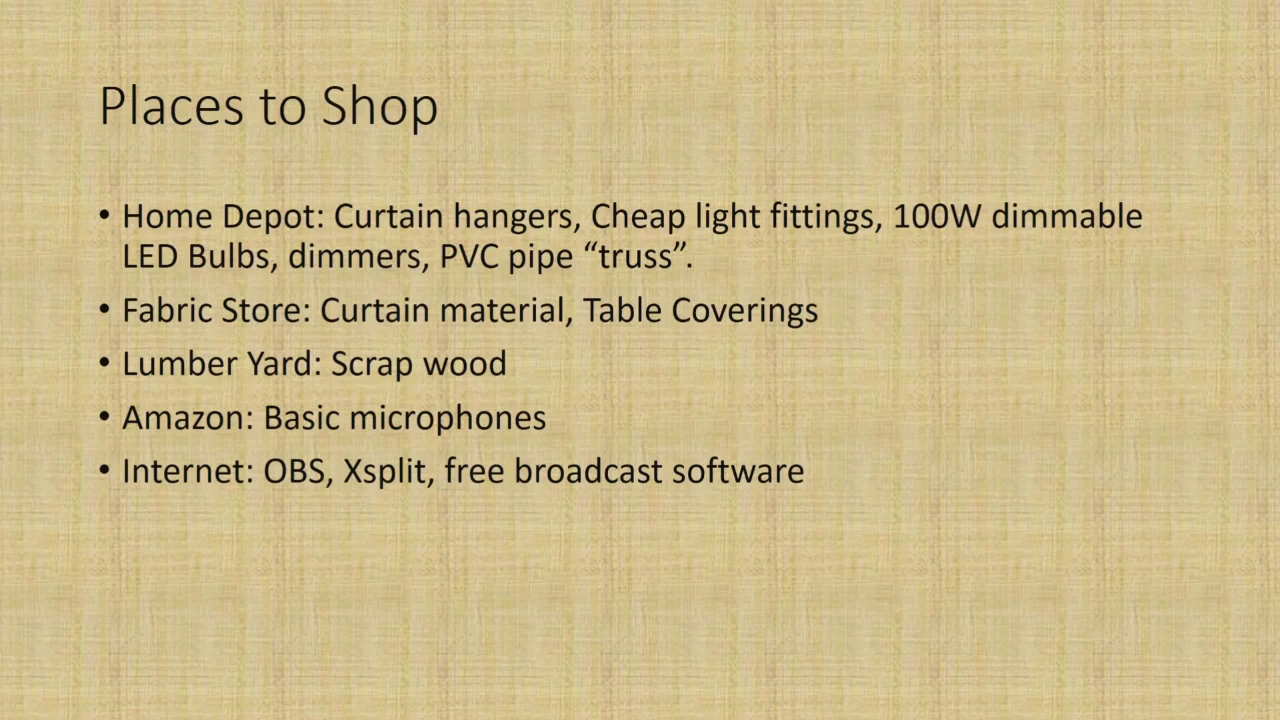 Places to Shop
• Home Depot: Curtain hangers, Cheap light fittings, 100W dimmable
LED Bulbs, dimmers, PVC pipe “truss”.
• Fabric Store: Curtain material, Table Coverings
• Lumber Yard: Scrap wood
• Amazon: Basic microphones
• Internet: OBS, Xsplit, free broadcast software